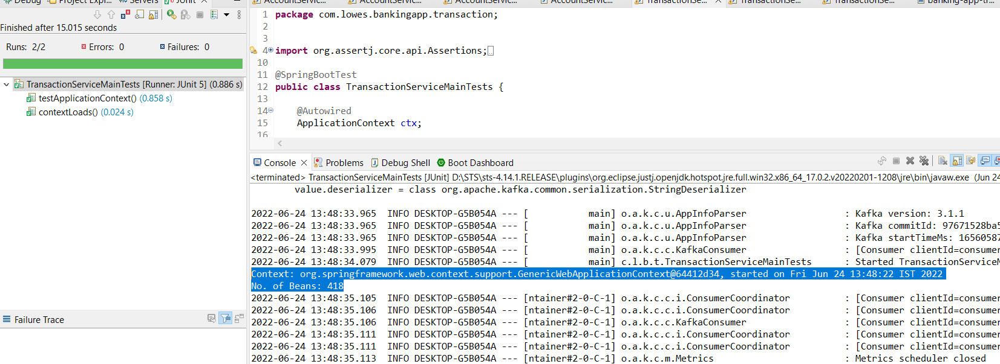 Debug Project Expl... Servers JUnit
Finished after 15.015 seconds
Runs: 2/2 Errors: 0 Failures: 0
TransactionServiceMainTests [Runner: JUnit 5] (0.886 s)
testApplicationContext() (0.858 s)
contextLoads() (0.024 s)
Failure Trace
AccountServic... AccountServic... AccountServic... AccountServic... TransactionSe... TransactionSe... TransactionSe... banking-app-tr...
1 package com.lowes.bankingapp.transaction;
2
3
4 import org.assertj.core.api.Assertions;
10
11 @SpringBootTest
12 public class TransactionServiceMainTests {
13
14 @Autowired
15 ApplicationContext ctx;
16
Console Problems Debug Shell Boot Dashboard
<terminated> TransactionServiceMainTests [JUnit] D:\STS\sts-4.14.1.RELEASE\plugins\org.eclipse.justj.openjdk.hotspot.jre.full.win32.x86_64_17.0.2.v20220201-1208\jre\bin\javaw.exe (Jun 24
value.deserializer = class org.apache.kafka.common.serialization.StringDeserializer
2022-06-24 13:48:33.965 INFO DESKTOP-G5B054A --- [ main] o.a.k.c.u.AppInfoParser : Kafka version: 3.1.1
2022-06-24 13:48:33.965 INFO DESKTOP-G5B054A --- [ main] o.a.k.c.u.AppInfoParser : Kafka commitId: 97671528ba5
2022-06-24 13:48:33.965 INFO DESKTOP-G5B054A --- [ main] o.a.k.c.u.AppInfoParser : Kafka startTimeMs: 16560587
2022-06-24 13:48:33.995 INFO DESKTOP-G5B054A --- [ main] o.a.k.c.c.KafkaConsumer : [Consumer clientId=consumer
2022-06-24 13:48:34.079 INFO DESKTOP-G5B054A --- [ main] c.l.b.t.TransactionServiceMainTests : Started TransactionServiceM
Context: org.springframework.web.context.support.GenericWebApplicationContext@64412d34, started on Fri Jun 24 13:48:22 IST 2022
No. of Beans: 418
2022-06-24 13:48:35.105 INFO DESKTOP-G5B054A --- [ntainer#2-0-C-1] o.a.k.c.c.i.ConsumerCoordinator : [Consumer clientId=consumer
2022-06-24 13:48:35.106 INFO DESKTOP-G5B054A --- [ntainer#2-0-C-1] o.a.k.c.c.i.ConsumerCoordinator : [Consumer clientId=consumer
2022-06-24 13:48:35.106 INFO DESKTOP-G5B054A --- [ntainer#2-0-C-1] o.a.k.c.c.KafkaConsumer : [Consumer clientId=consumer
2022-06-24 13:48:35.111 INFO DESKTOP-G5B054A --- [ntainer#2-0-C-1] o.a.k.c.c.i.ConsumerCoordinator : [Consumer clientId=consumer
2022-06-24 13:48:35.111 INFO DESKTOP-G5B054A --- [ntainer#2-0-C-1] o.a.k.c.c.i.ConsumerCoordinator : [Consumer clientId=consumer
2022-06-24 13:48:35.113 INFO DESKTOP-G5B054A --- [ntainer#2-0-C-1] o.a.k.c.m.Metrics : Metrics scheduler closed